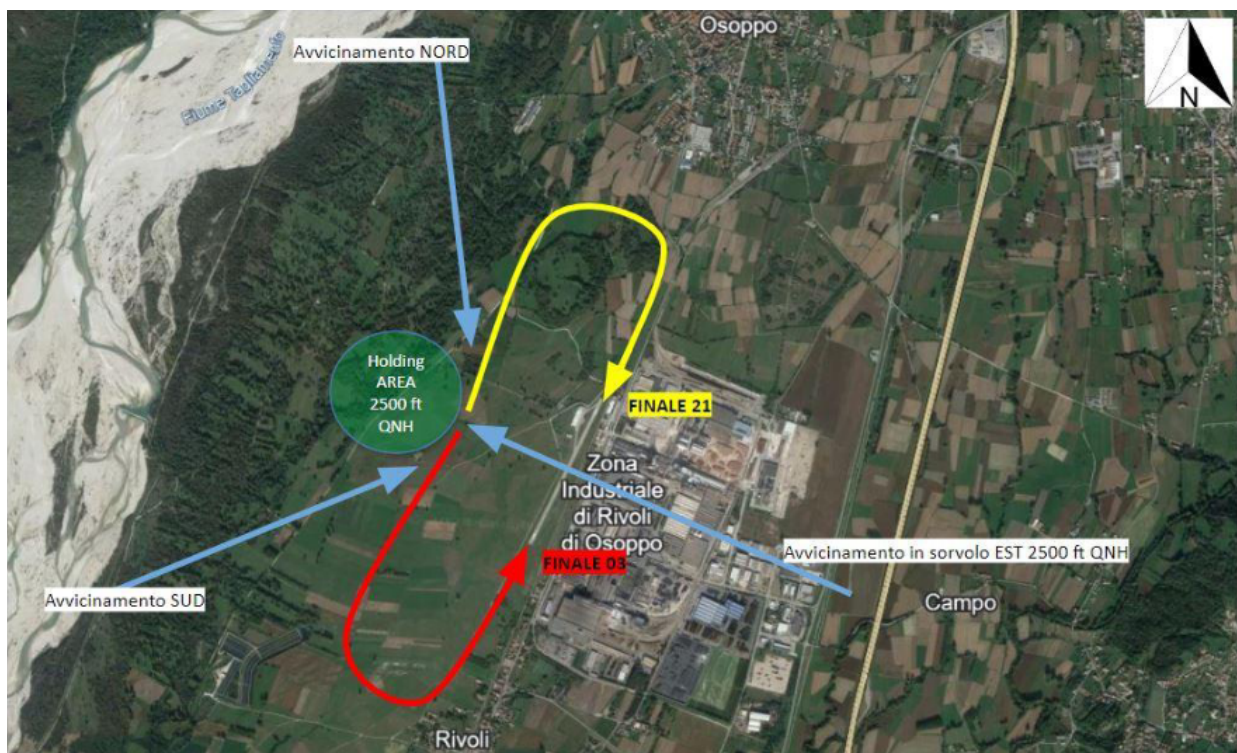 Osoppo
Avvicinamento NORD
N
Fiume Tagliamento
Holding
AREA
2500 ft
QNH
FINALE 21
Zona
Industriale
di Rivoli
di Osoppo
FINALE 03
Avvicinamento in sorvolo EST 2500 ft QNH
Avvicinamento SUD
Campo
Rivoli